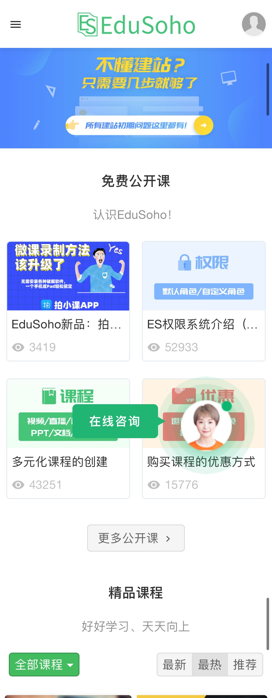 ES EduSoho
不懂建站？
只需要几步就够了
所有建站初期问题这里都有！
免费公开课
认识EduSoho！
微课录制方法
该升级了
Yes
拍小课APP
权限
默认角色/自定义角色
EduSoho新品：拍...
ES权限系统介绍（...
3419
52933
课程
优惠
视频/直播/
PPT/文档/
在线咨询
多元化课程的创建
购买课程的优惠方式
43251
15776
更多公开课 >
精品课程
好好学习、天天向上
全部课程
最新
最热
推荐